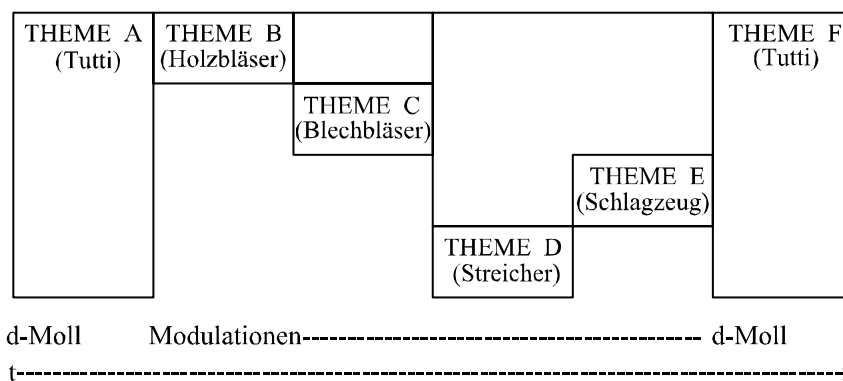 THEME A
(Tutti)
THEME B
(Holzbläser)
THEME C
(Blechbläser)
THEME D
(Streicher)
THEME E
(Schlagzeug)
THEME F
(Tutti)
d-Moll Modulationen------------------------------------ d-Moll
t------------------------------------------------------------------------